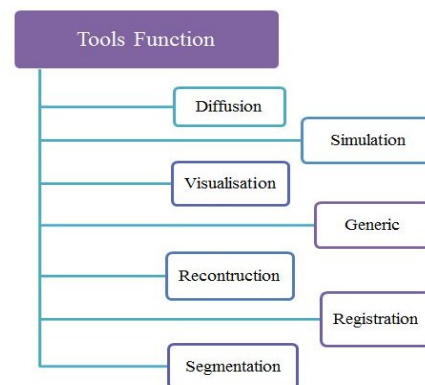 Tools Function
Diffusion
Simulation
Visualisation
Generic
Recontruction
Registration
Segmentation